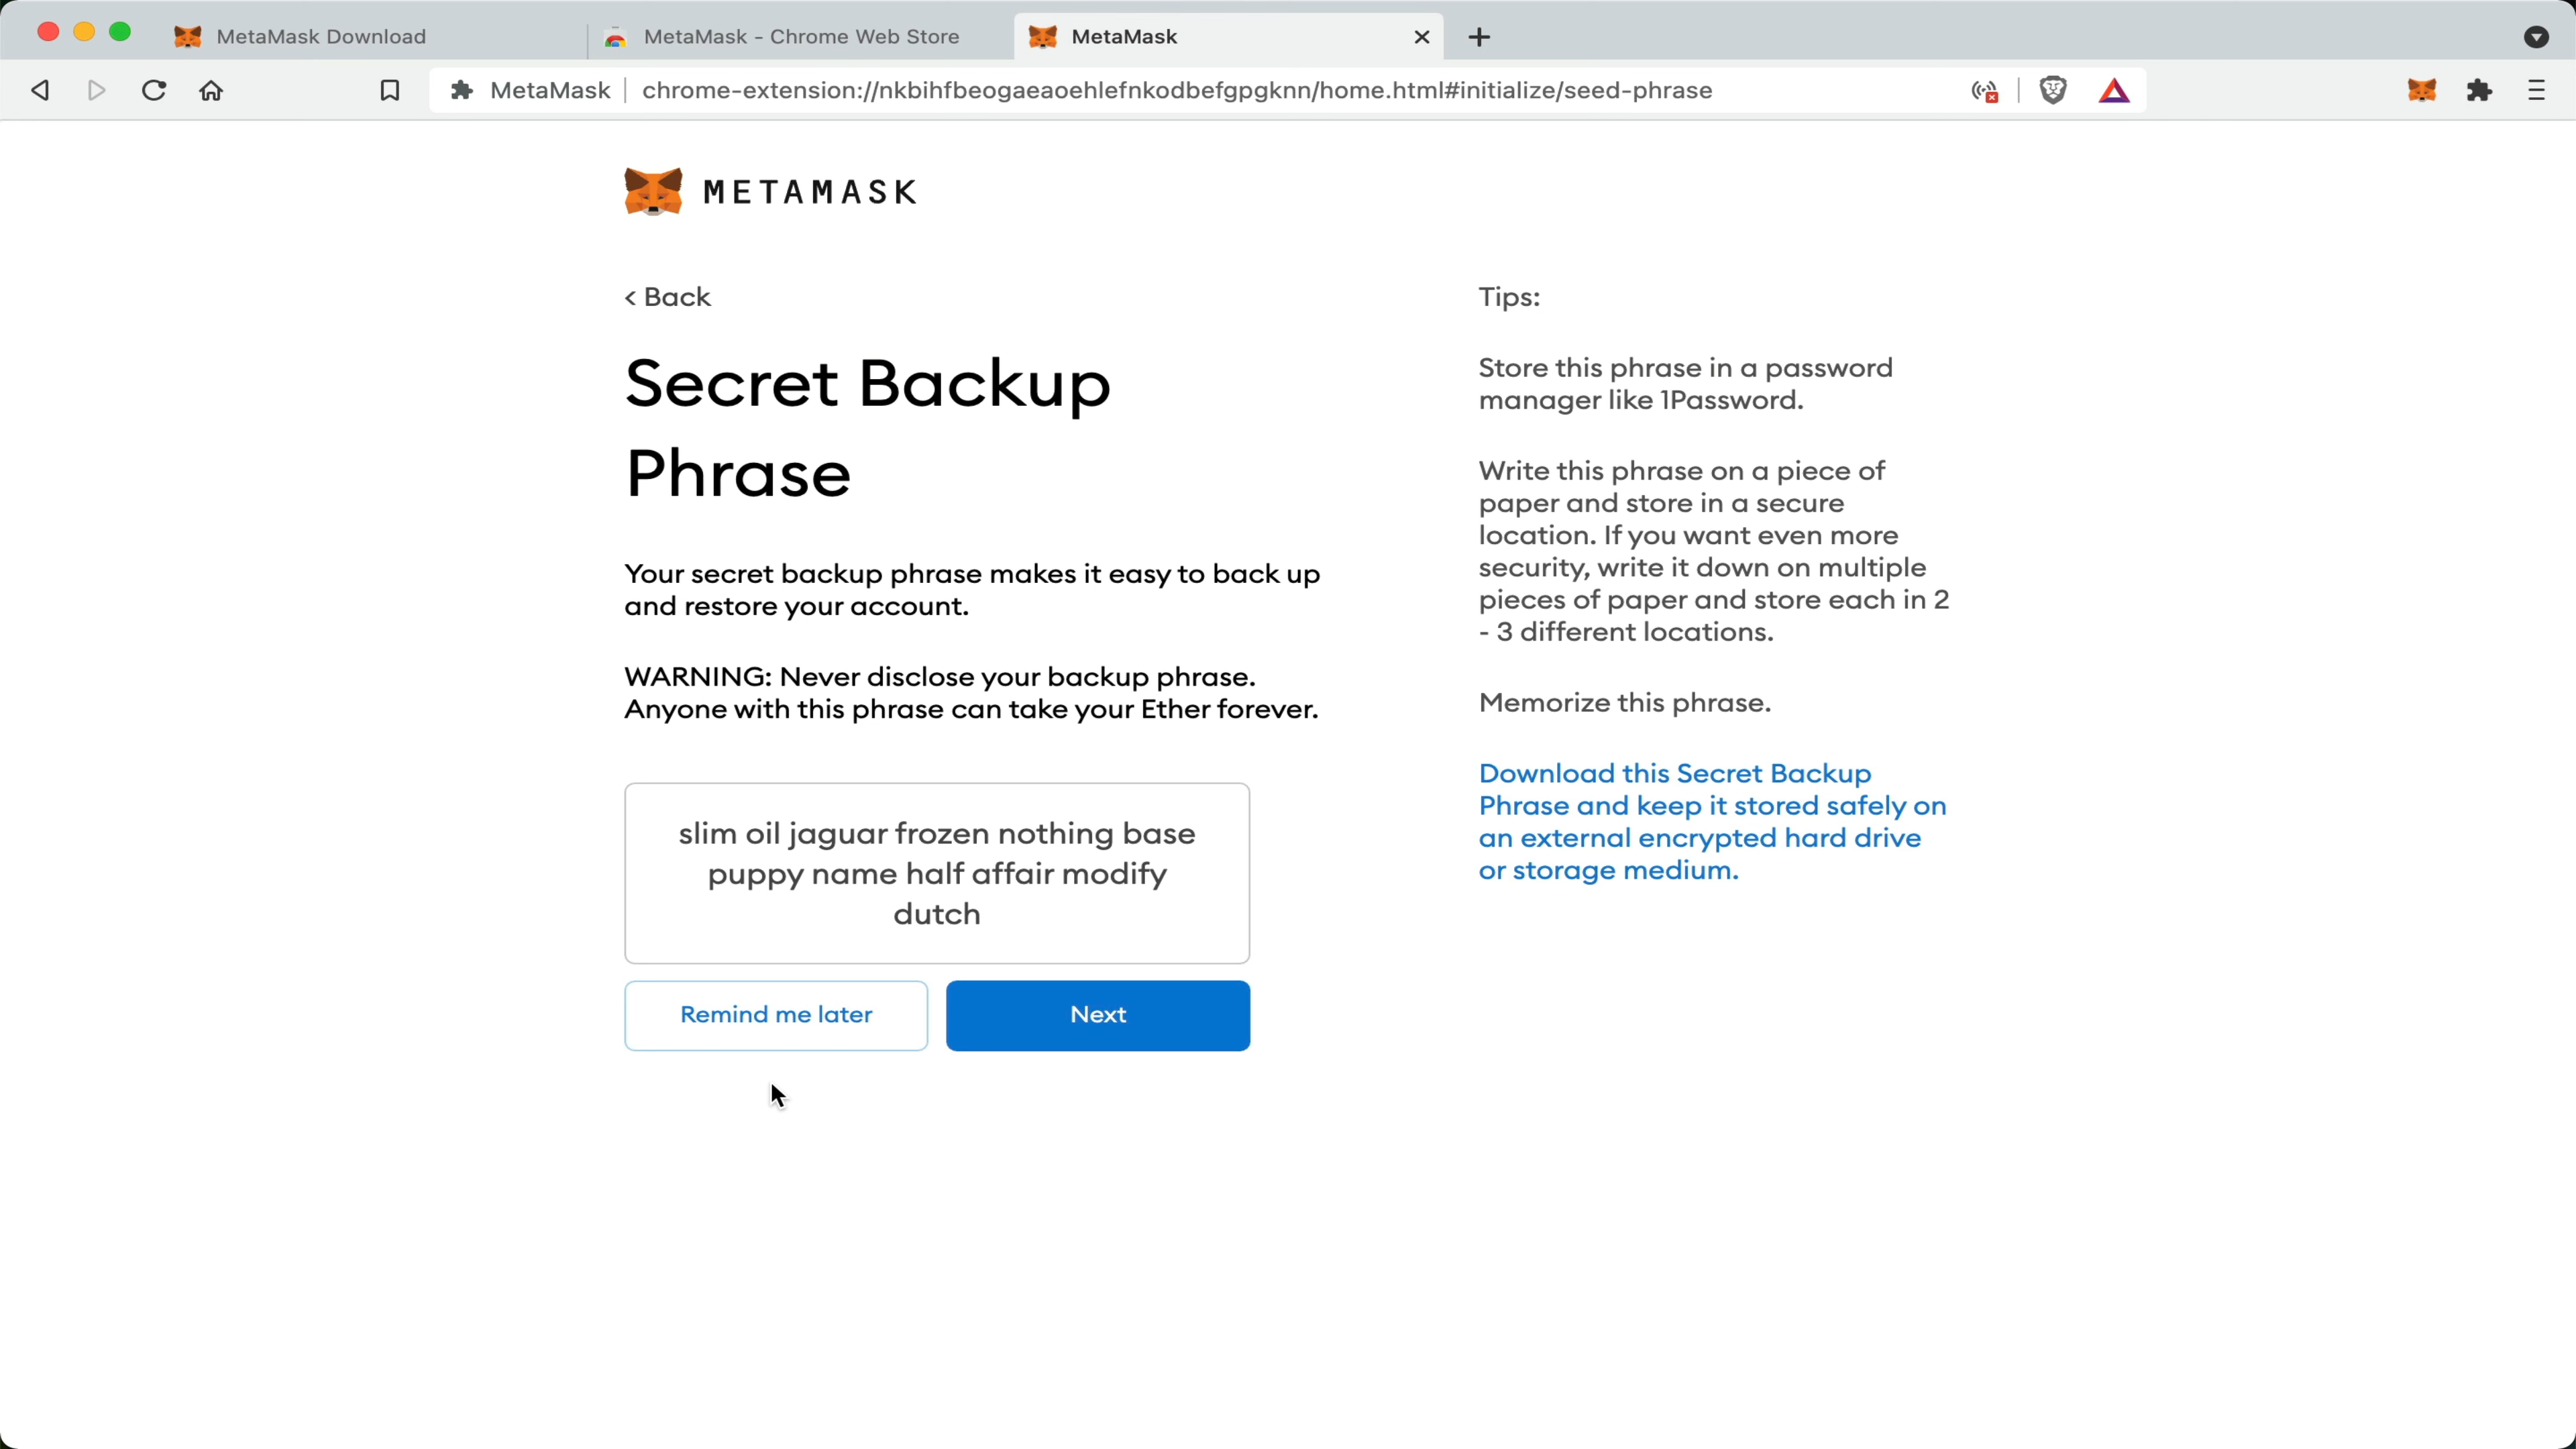 MetaMask Download
MetaMask - Chrome Web Store
MetaMask
MetaMask
chrome-extension://nkbihfbeogaeaoehlefnkodbefgpgknn/home.html#initialize/seed-phrase
METAMASK
< Back
Secret Backup
Phrase
Your secret backup phrase makes it easy to back up
and restore your account.
WARNING: Never disclose your backup phrase.
Anyone with this phrase can take your Ether forever.
slim oil jaguar frozen nothing base
puppy name half affair modify
dutch
Remind me later
Next
Tips:
Store this phrase in a password
manager like 1Password.
Write this phrase on a piece of
paper and store in a secure
location. If you want even more
security, write it down on multiple
pieces of paper and store each in 2
- 3 different locations.
Memorize this phrase.
Download this Secret Backup
Phrase and keep it stored safely on
an external encrypted hard drive
or storage medium.